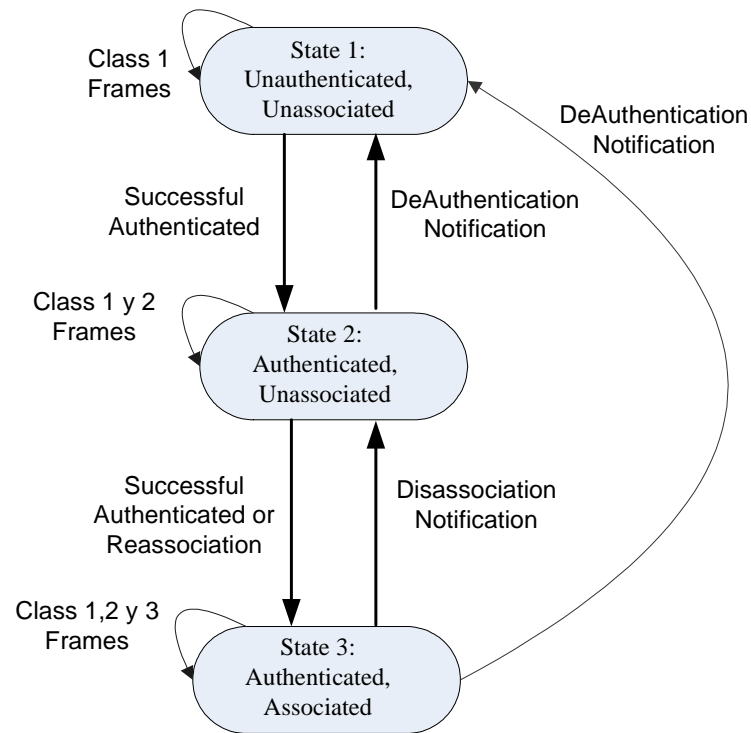 State 1:
Unauthenticated,
Unassociated
Class 1
Frames
DeAuthentication
Notification
Successful
Authenticated
DeAuthentication
Notification
Class 1 y 2
Frames
State 2:
Authenticated,
Unassociated
Successful
Authenticated or
Reassociation
Disassociation
Notification
Class 1,2 y 3
Frames
State 3:
Authenticated,
Associated